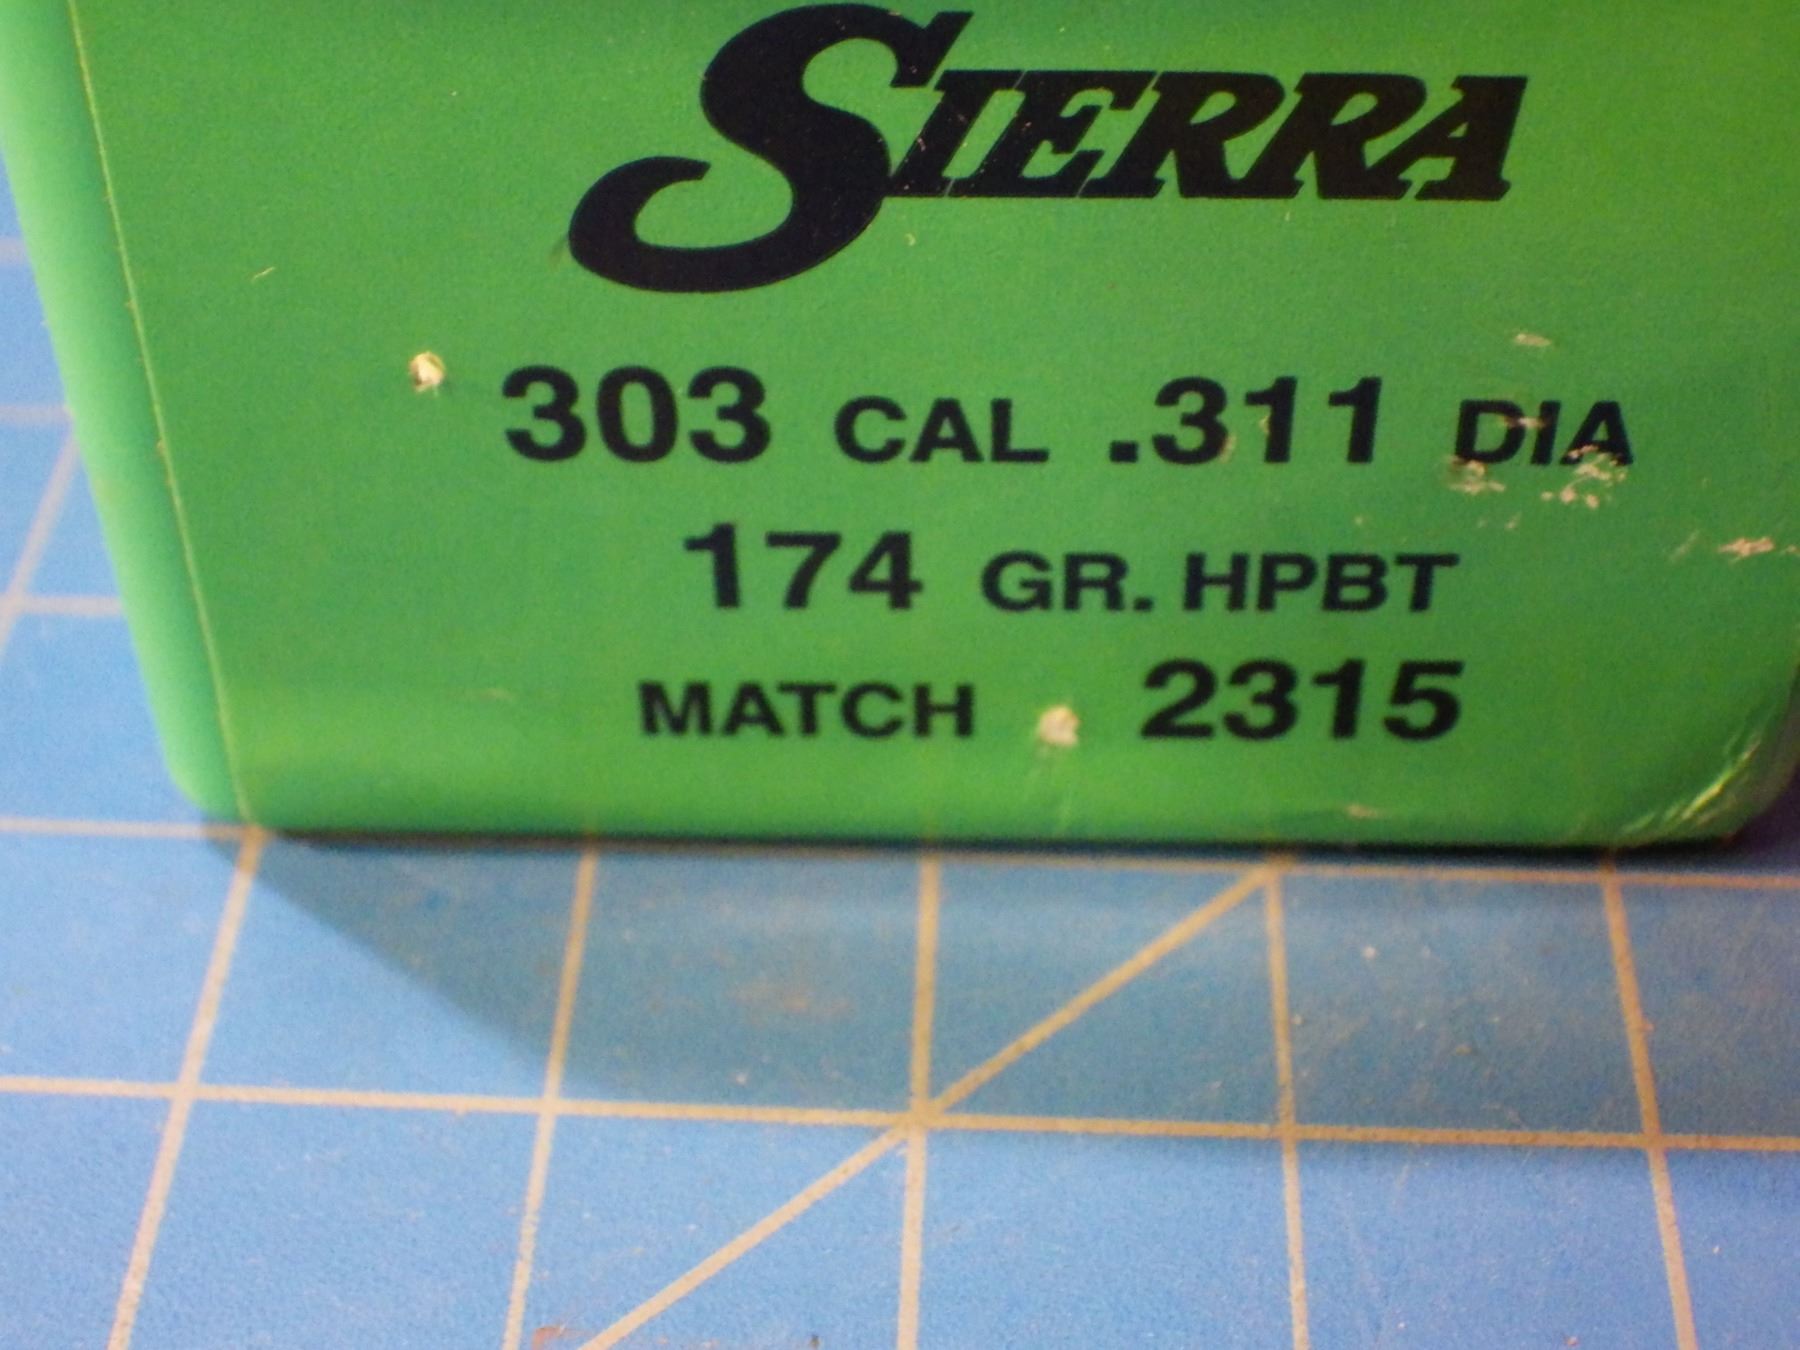 SIERRA
303 CAL .311 DIA
174 GR. HPBT
MATCH 2315